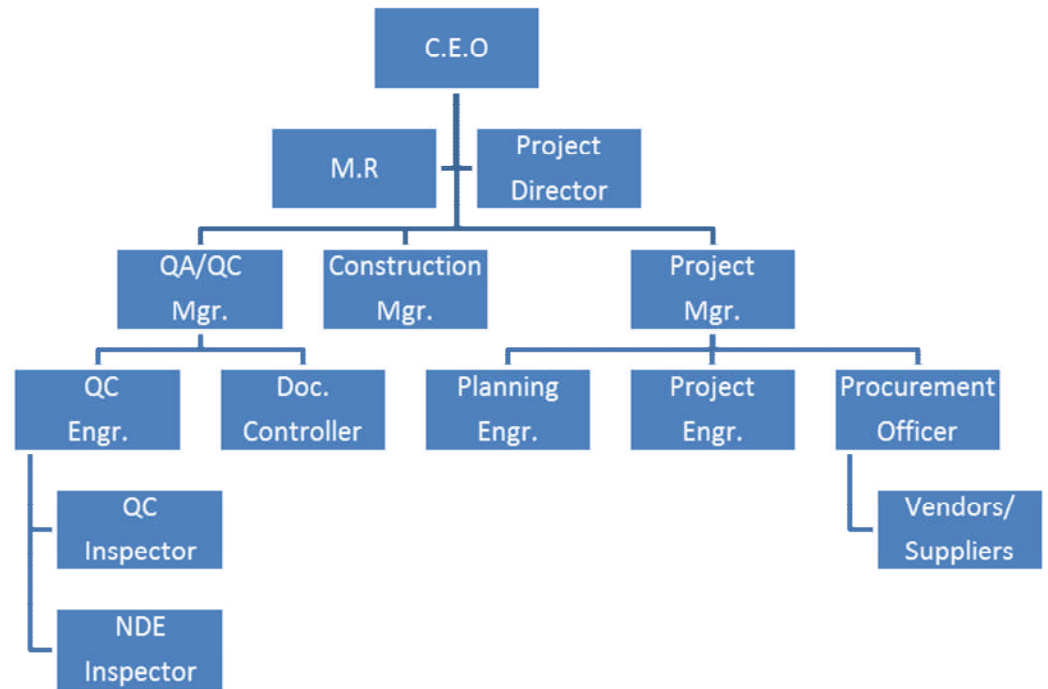 C.E.O
M.R
Project
Director
QA/QC
Mgr.
Construction
Mgr.
Project
Mgr.
QC
Engr.
Doc.
Controller
Planning
Engr.
Project
Engr.
Procurement
Officer
QC
Inspector
Vendors/
Suppliers
NDE
Inspector